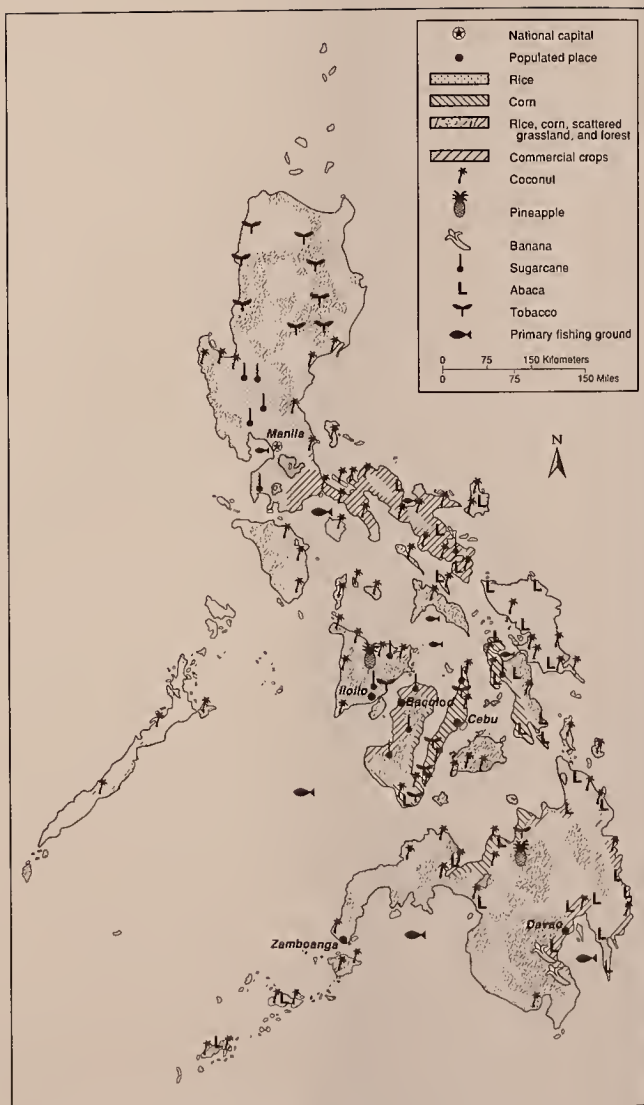 National capital
Populated place
Rice
Corn
Rice, corn, scattered
grassland, and forest
Commercial crops
Coconut
Pineapple
Banana
Sugarcane
L Abaca
Tobacco
Primary fishing ground
0 75 150 Kilometers
0 75 150 Miles
N
Manila
L
L
L
L
L
L
L
L
L
L
Iloilo
Bacolod
Cebu
L
L
L
L
L
L
L
L
Davao
Zamboanga
L
L
L